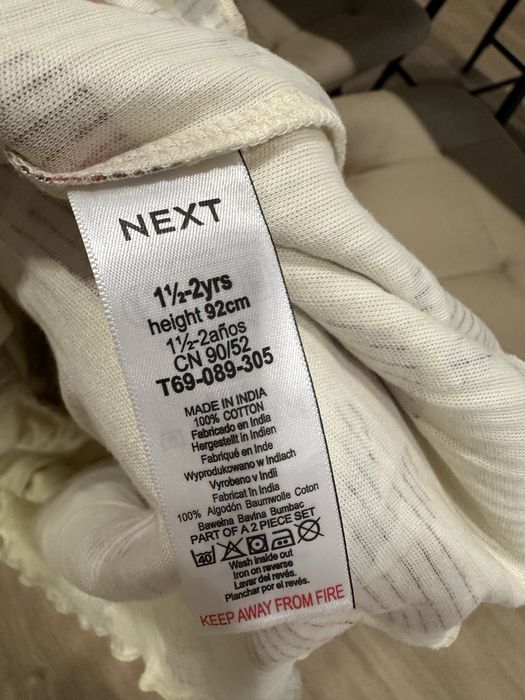 NEXT
1½-2yrs
height 92cm
1½-2años
CN 90/52
T69-089-305
MADE IN INDIA
100% COTTON
Fabricado en India
Hergestellt in Indien
Fabriqué en Inde
Wyprodukowano w Indiach
Vyrobeno v Indii
Fabricat în India
100% Algodón Baumwolle Coton
Bawełna Bavlna Bumbac
PART OF A 2 PIECE SET
40
Wash inside out
Iron on reverse
Lavar del revés.
Planchar por el revés.
KEEP AWAY FROM FIRE